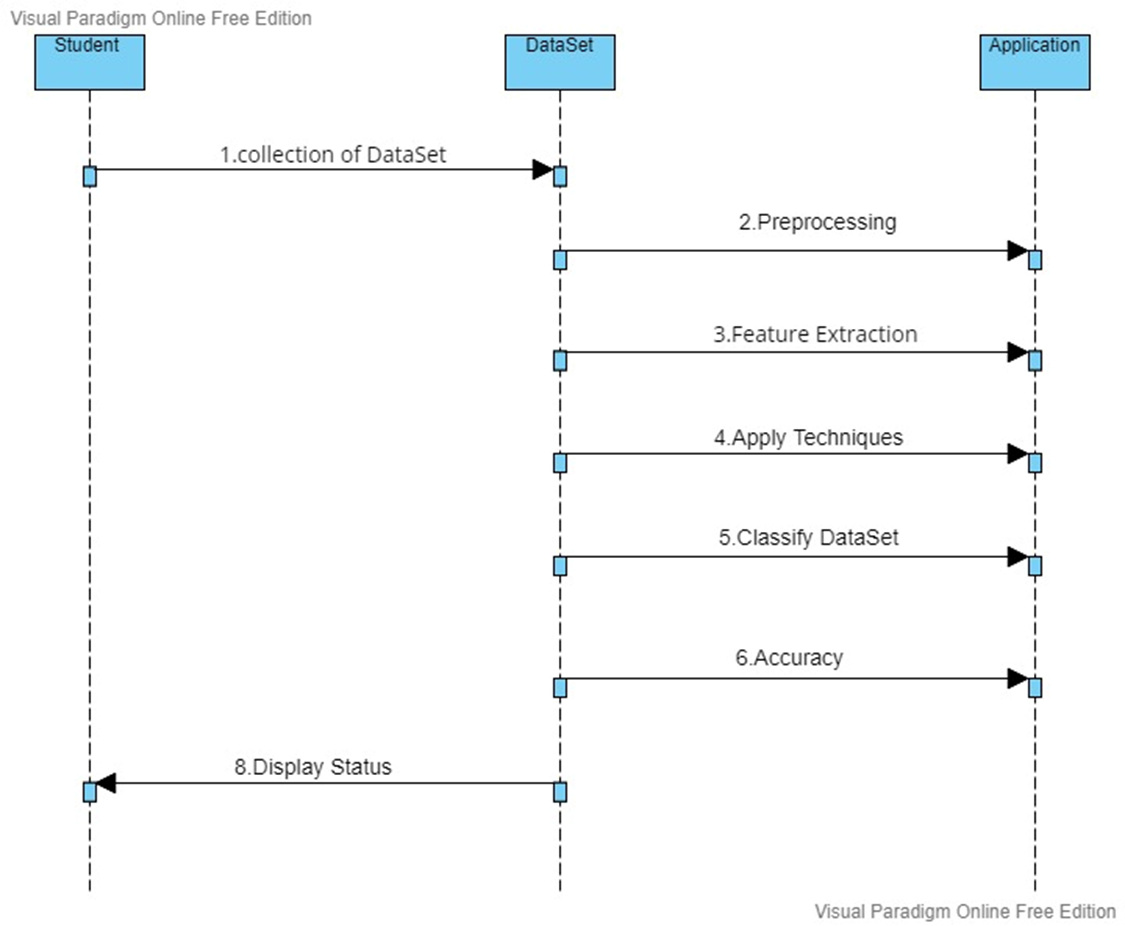 Visual Paradigm Online Free Edition
Student
DataSet
Application
1.collection of DataSet
2.Preprocessing
3.Feature Extraction
4.Apply Techniques
5.Classify DataSet
6.Accuracy
8.Display Status
Visual Paradigm Online Free Edition